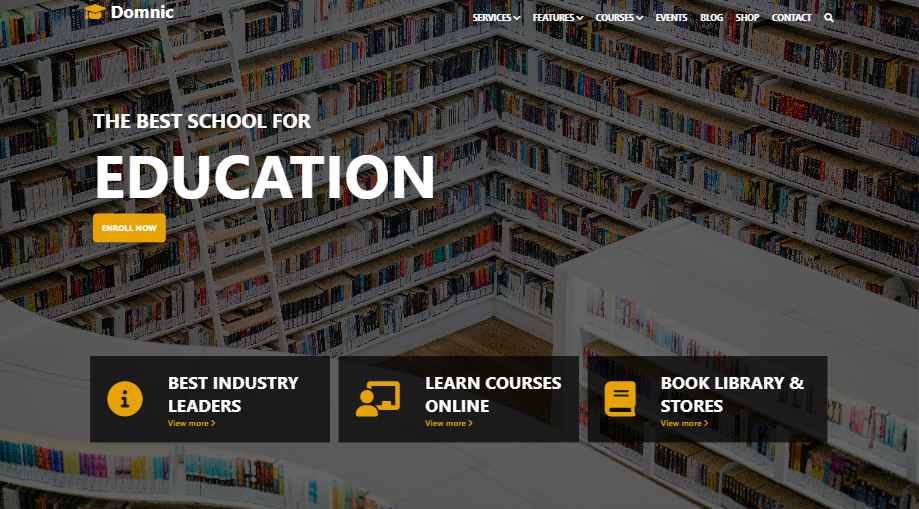 Domnic
SERVICES FEATURES COURSES EVENTS BLOG SHOP CONTACT
THE BEST SCHOOL FOR
EDUCATION
ENROLL NOW
BEST INDUSTRY
LEADERS
View more
LEARN COURSES
ONLINE
View more
BOOK LIBRARY &
STORES
View more